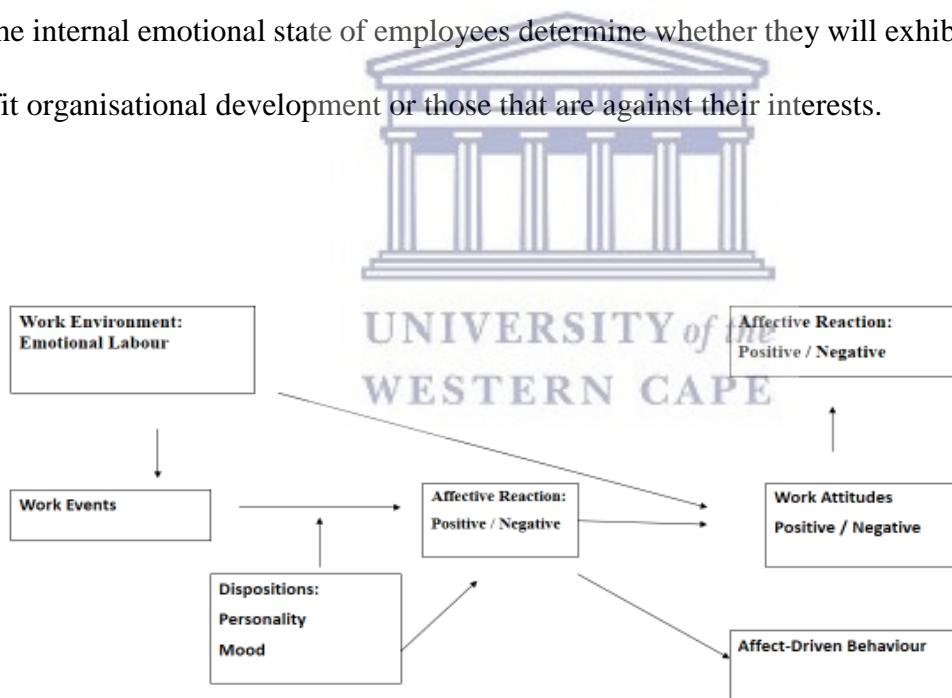 ne internal emotional state of employees determine whether they will exhib
fit organisational development or those that are against their interests.
UNIVERSITY of the
WESTERN CAPE
Work Environment:
Emotional Labour
Affective Reaction:
Positive / Negative
Work Events
Affective Reaction:
Positive / Negative
Work Attitudes
Positive / Negative
Dispositions:
Personality
Mood
Affect-Driven Behaviour